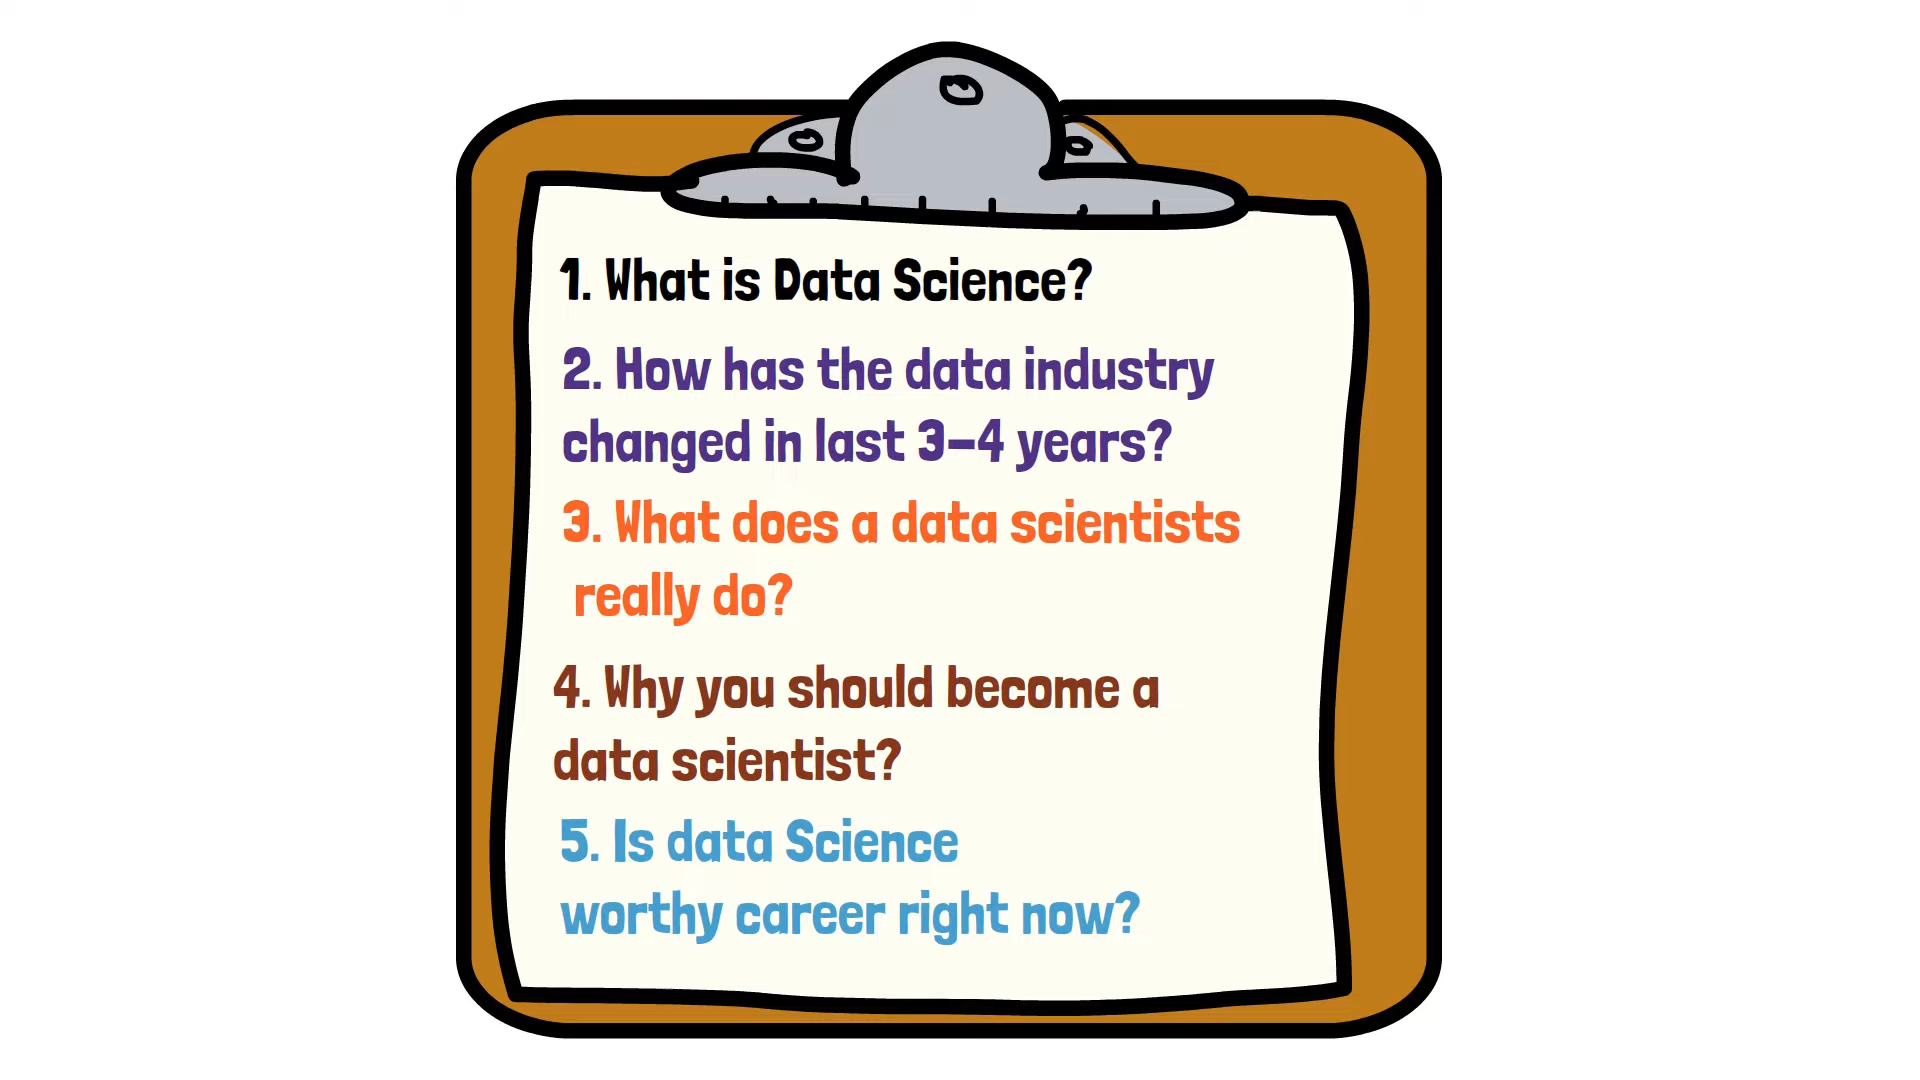 1. What is Data Science?
2. How has the data industry
changed in last 3-4 years?
3. What does a data scientists
really do?
4. Why you should become a
data scientist?
5. Is data Science
worthy career right now?